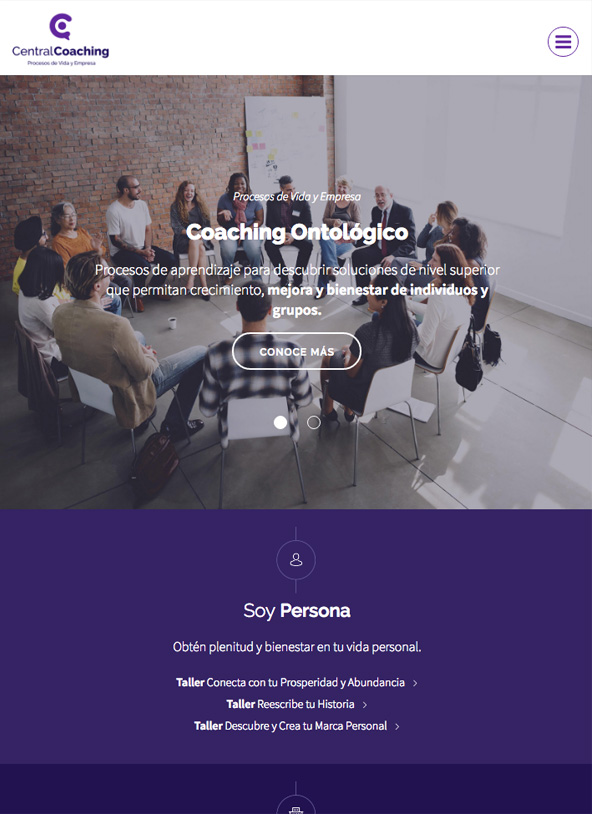 CentralCoaching
Procesos de Vida y Empresa
Procesos de Vida y Empresa
Coaching Ontológico
Procesos de aprendizaje para descubrir soluciones de nivel superior
que permitan crecimiento, mejora y bienestar de individuos y
grupos.
CONOCE MÁS
Soy Persona
Obtén plenitud y bienestar en tu vida personal.
Taller Conecta con tu Prosperidad y Abundancia
Taller Reescribe tu Historia
Taller Descubre y Crea tu Marca Personal